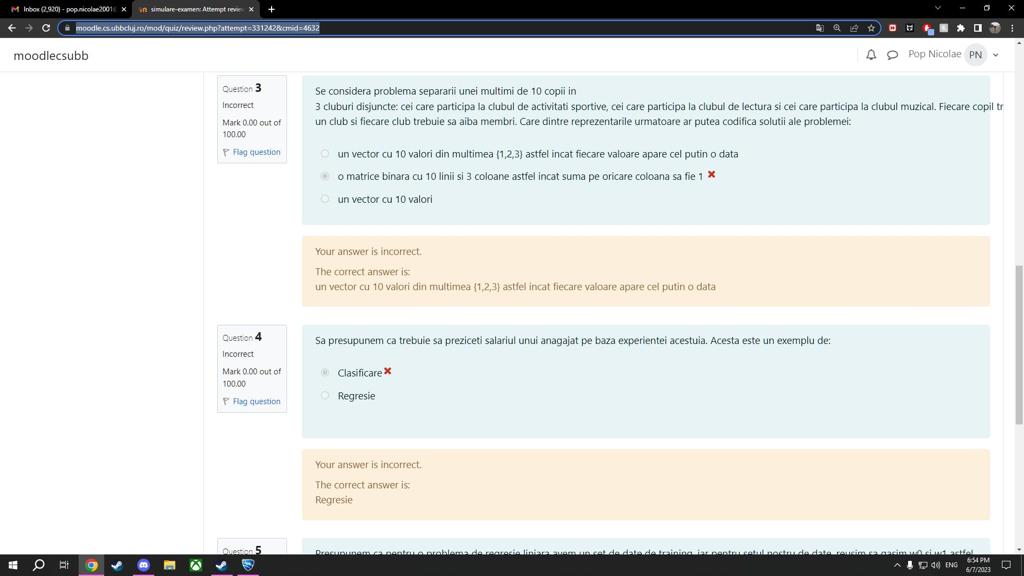 Inbox (2,920) - pop.nicolae2001
simulare-examen: Attempt revie
moodle.cs.ubbcluj.ro/mod/quiz/review.php?attempt=331242&cmid=4632
moodlecsubb
Pop Nicolae
PN
Question 3
Incorrect
Mark 0.00 out of
100.00
Flag question
Se considera problema separarii unei multimi de 10 copii in
3 cluburi disjuncte: cei care participa la clubul de activitati sportive, cei care participa la clubul de lectura si cei care participa la clubul muzical. Fiecare copil tr
un club si fiecare club trebuie sa aiba membri. Care dintre reprezentarile urmatoare ar putea codifica solutii ale problemei:
un vector cu 10 valori din multimea {1,2,3} astfel incat fiecare valoare apare cel putin o data
o matrice binara cu 10 linii si 3 coloane astfel incat suma pe oricare coloana sa fie 1
un vector cu 10 valori
Your answer is incorrect.
The correct answer is:
un vector cu 10 valori din multimea {1,2,3} astfel incat fiecare valoare apare cel putin o data
Question 4
Incorrect
Mark 0.00 out of
100.00
Flag question
Sa presupunem ca trebuie sa preziceti salariul unui anagajat pe baza experientei acestuia. Acesta este un exemplu de:
Clasificare
Regresie
Your answer is incorrect.
The correct answer is:
Regresie
Question 5
Presupunem ca pentru o problema de regresie liniara avem un set de date de training, iar pentru setul nostru de date, reusim sa gasim w0 si w1 astfel
ENG
6:54 PM
6/7/2023